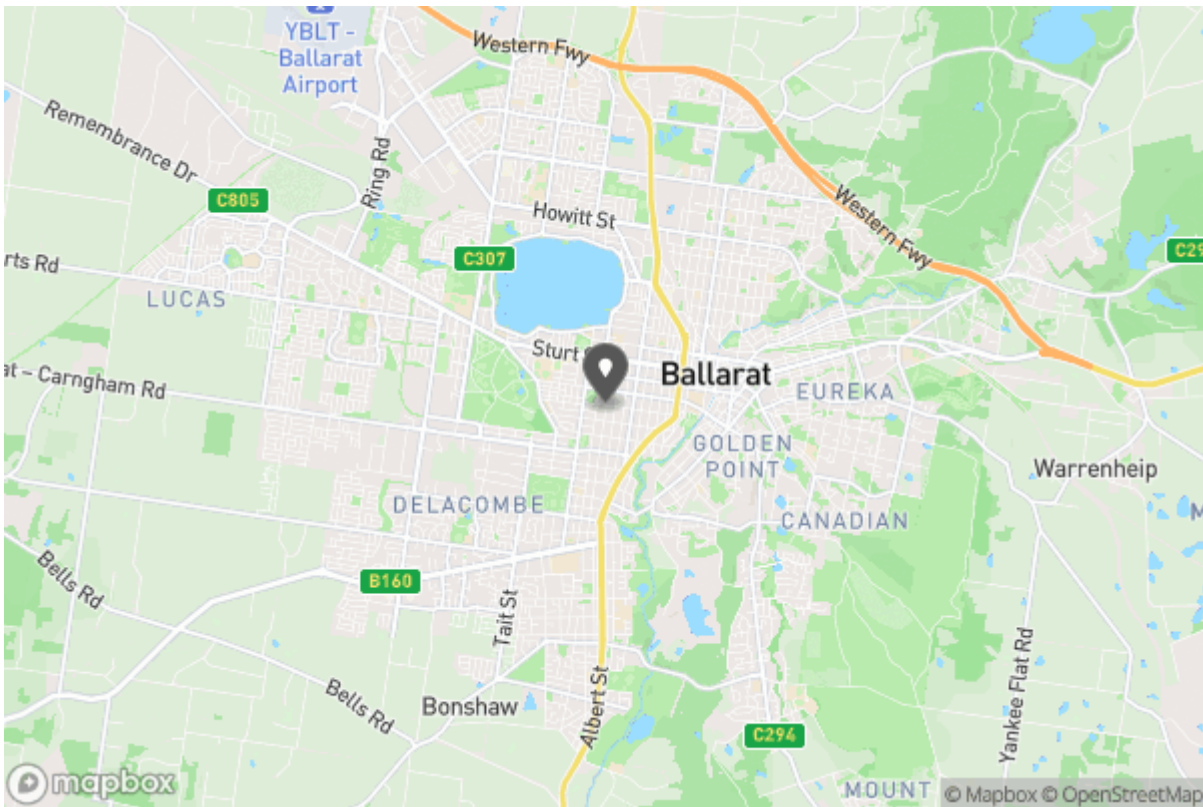 YBLT -
Ballarat
Airport
Western Fwy
Remembrance Dr
Ring Rd
C805
Howitt St
Western Fwy
C307
C29
rts Rd
LUCAS
Sturt
Ballarat
at – Carngham Rd
EUREKA
GOLDEN
POINT
Warrenheip
DELACOMBE
CANADIAN
M
Bells Rd
B160
Tait St
Yankee Flat Rd
Bells Rd
Bonshaw
Albert St
C294
mapbox
MOUNT
© Mapbox © OpenStreetMap